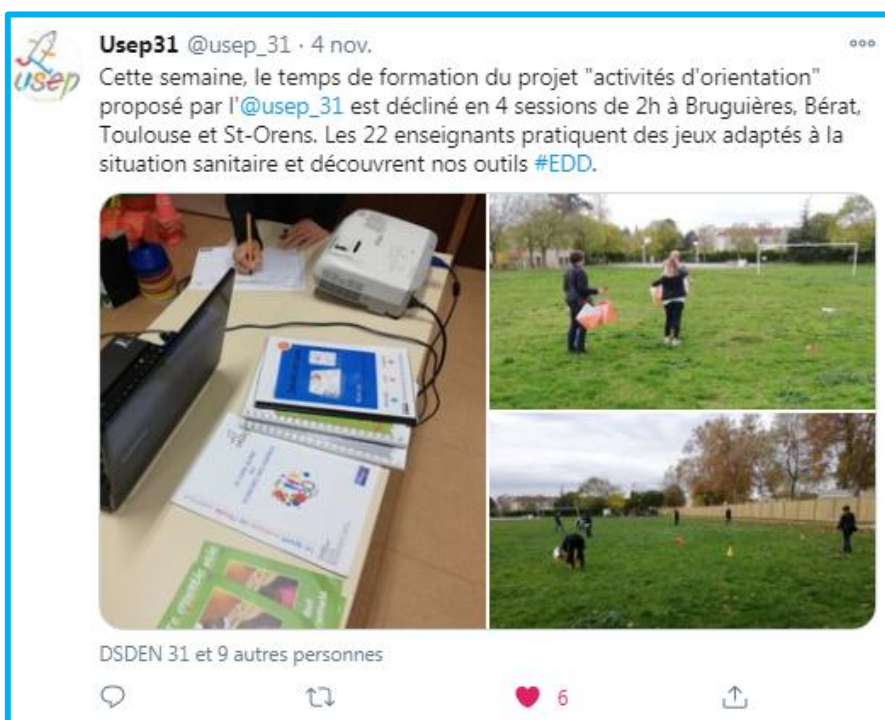 Usep31 @usep_31 · 4 nov.
usep
Cette semaine, le temps de formation du projet "activités d'orientation"
proposé par l'@usep_31 est décliné en 4 sessions de 2h à Bruguières, Bérat,
Toulouse et St-Orens. Les 22 enseignants pratiquent des jeux adaptés à la
situation sanitaire et découvrent nos outils #EDD.
DSDEN 31 et 9 autres personnes
6